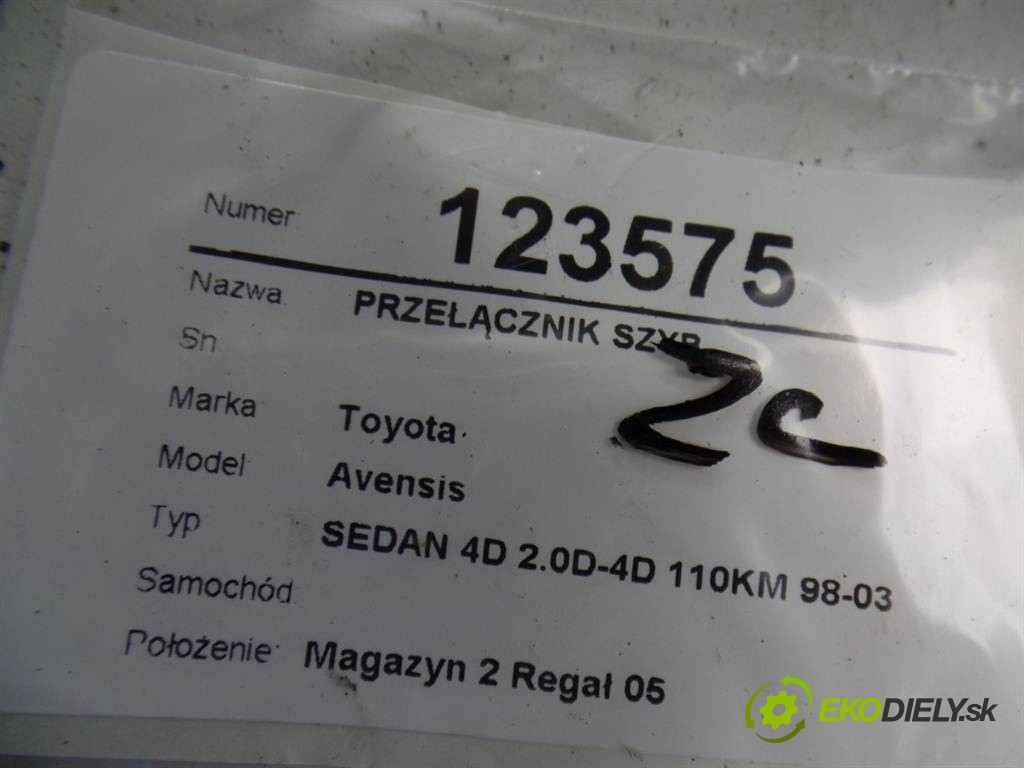 Numer 123575
Nazwa PRZEŁĄCZNIK SZYB
Sn
Marka Toyota
Model Avensis
Typ SEDAN 4D 2.0D-4D 110KM 98-03
Samochód
Położenie Magazyn 2 Regał 05
EKODIELY.sk